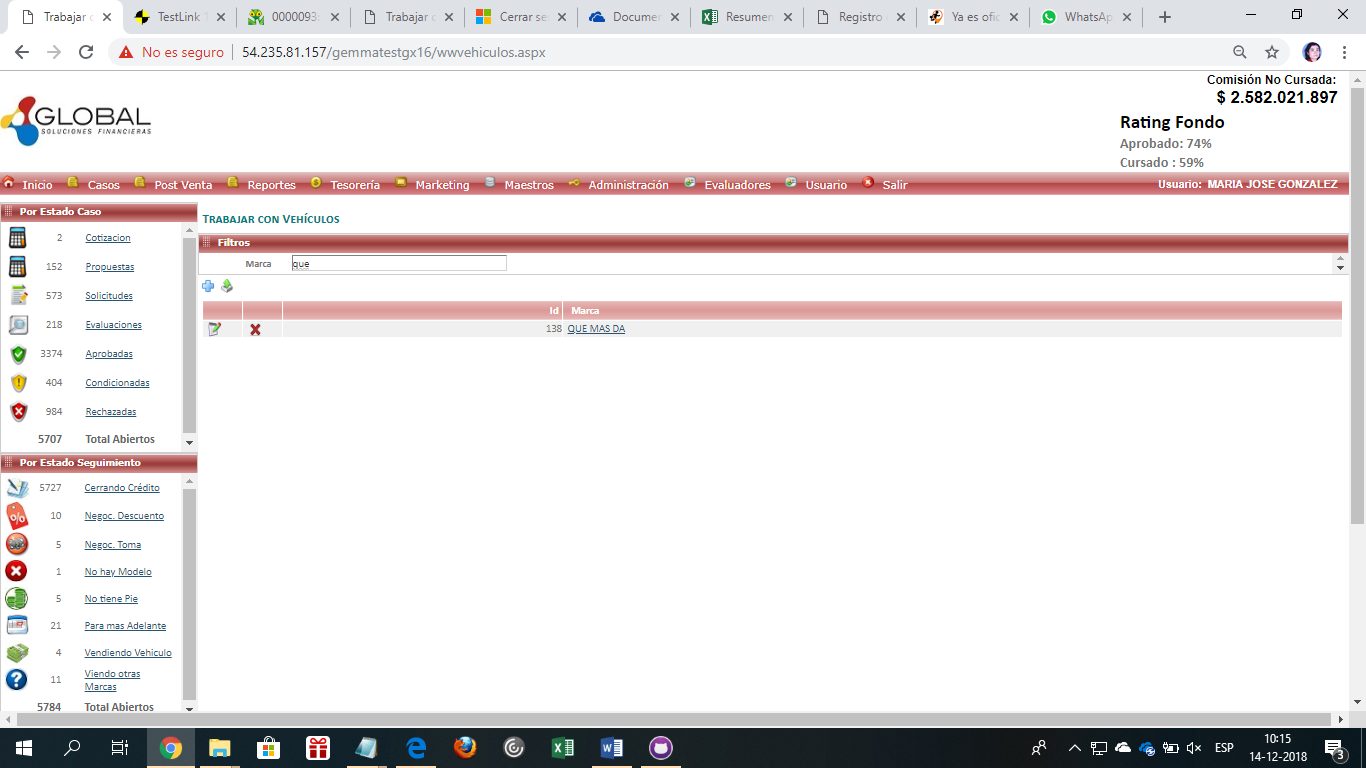 Trabajar c
TestLink 1
0000093
Trabajar c
Cerrar se
Documen
Resumen
Registro
Ya es ofic
WhatsAp
No es seguro
54.235.81.157/gemmatestgx16/wwvehiculos.aspx
Comisión No Cursada:
$ 2.582.021.897
GLOBAL
SOLUCIONES FINANCIERAS
Rating Fondo
Aprobado: 74%
Cursado : 59%
Inicio Casos Post Venta Reportes Tesorería Marketing Maestros Administración Evaluadores Usuario Salir
Usuario: MARIA JOSE GONZALEZ
Por Estado Caso
2 Cotizacion
152 Propuestas
573 Solicitudes
218 Evaluaciones
3374 Aprobadas
404 Condicionadas
984 Rechazadas
5707 Total Abiertos
Por Estado Seguimiento
5727 Cerrando Crédito
10 Negoc. Descuento
5 Negoc. Toma
1 No hay Modelo
5 No tiene Pie
21 Para mas Adelante
4 Vendiendo Vehiculo
11 Viendo otras
Marcas
5784 Total Abiertos
TRABAJAR CON VEHÍCULOS
Filtros
Marca que
Id Marca
138 QUE MAS DA
ESP
10:15
14-12-2018
3